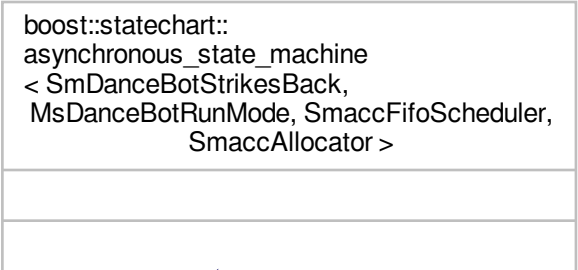 boost::statechart::
asynchronous_state_machine
< SmDanceBotStrikesBack,
MsDanceBotRunMode, SmaccFifoScheduler,
SmaccAllocator >